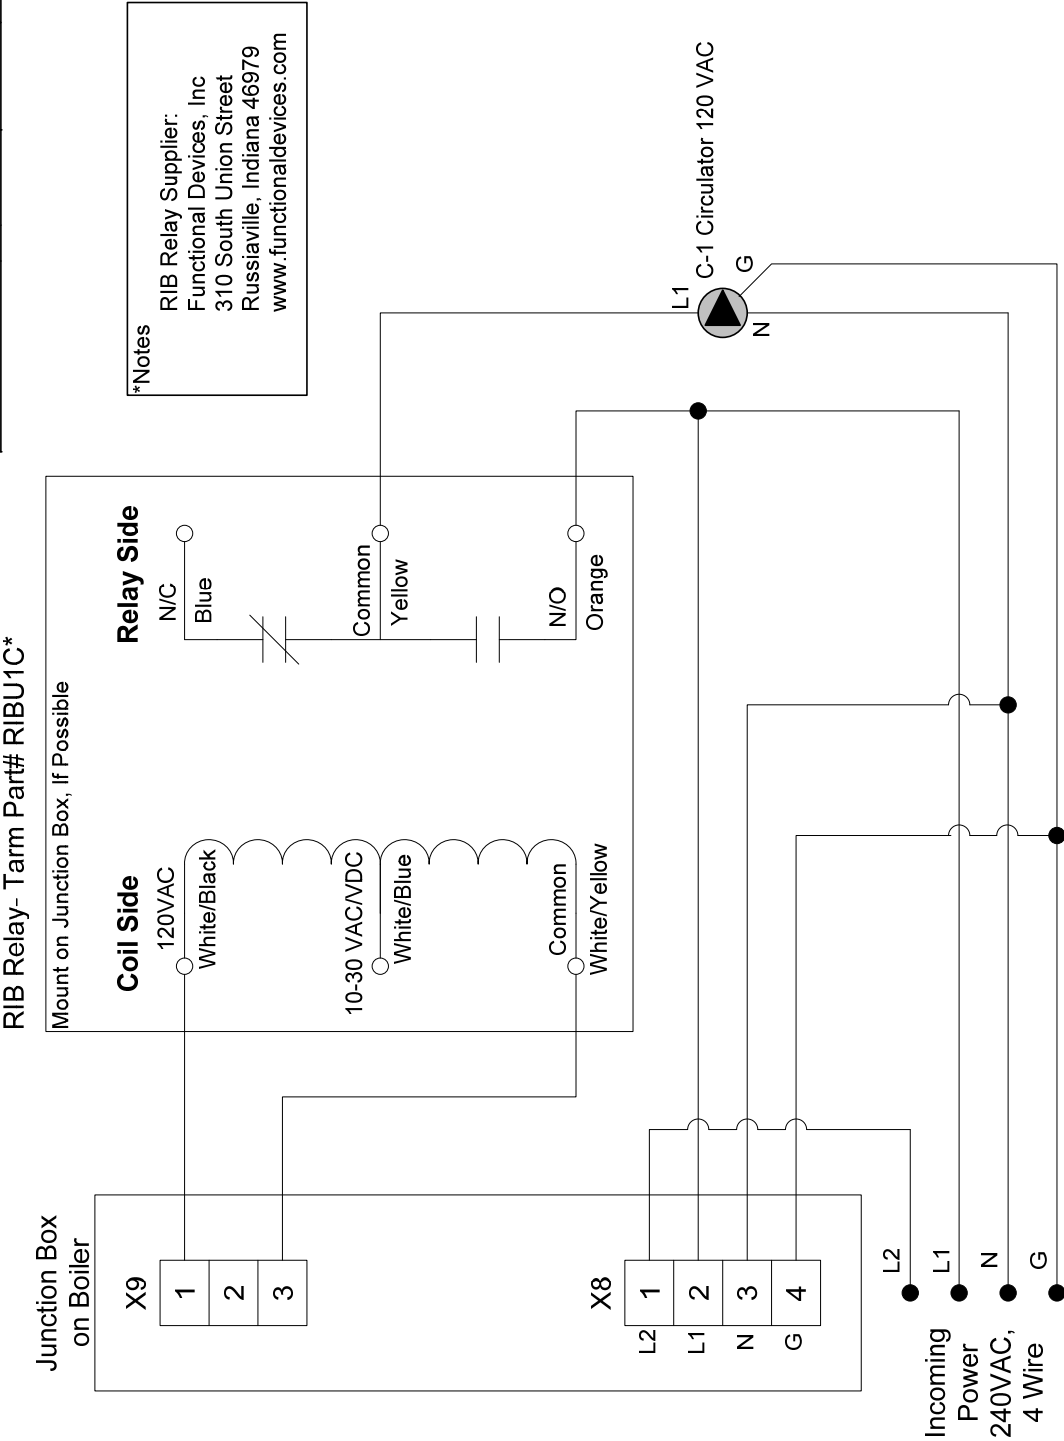 RIB Relay- Tarm Part# RIBU1C*
Mount on Junction Box, If Possible
Coil Side
120VAC
White/Black
10-30 VAC/VDC
White/Blue
Common
White/Yellow
Relay Side
N/C
Blue
Common
Yellow
N/O
Orange
*Notes
RIB Relay Supplier:
Functional Devices, Inc
310 South Union Street
Russiaville, Indiana 46979
www.functionaldevices.com
Junction Box
on Boiler
X9
1
2
3
X8
L2 1
L1 2
N 3
G 4
L1
C-1 Circulator 120 VAC
G
N
L2
L1
N
G
Incoming
Power
240VAC,
4 Wire